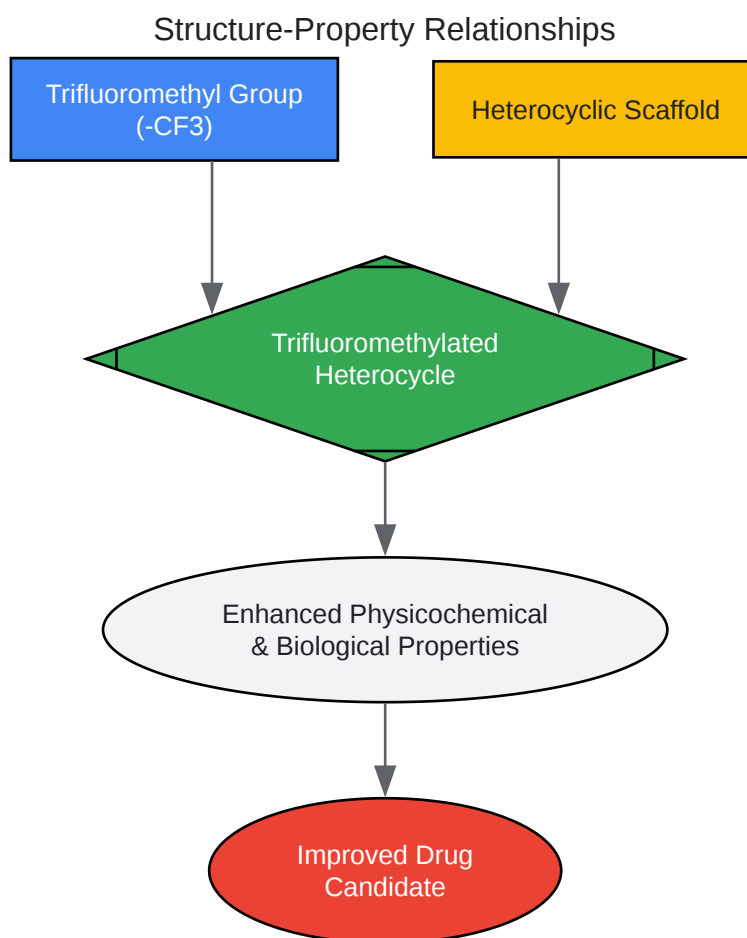 Structure-Property Relationships
Trifluoromethyl Group
(-CF3)
Heterocyclic Scaffold
Trifluoromethylated
Heterocycle
Enhanced Physicochemical
& Biological Properties
Improved Drug
Candidate